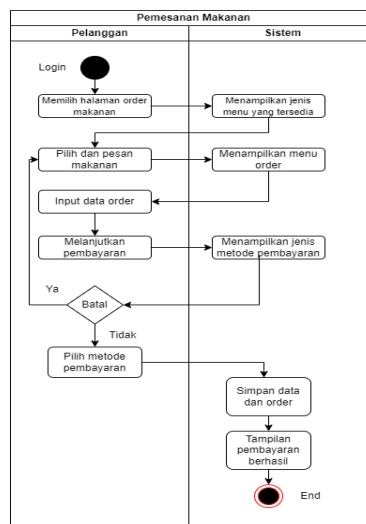 Pemesanan Makanan
Pelanggan
Sistem
Login
Memilih halaman order
makanan
Menampilkan jenis
menu yang tersedia
Pilih dan pesan
makanan
Menampilkan menu
order
Input data order
Melanjutkan
pembayaran
Menampilkan jenis
metode pembayaran
Ya
Batal
Tidak
Pilih metode
pembayaran
Simpan data
dan order
Tampilan
pembayaran
berhasil
End